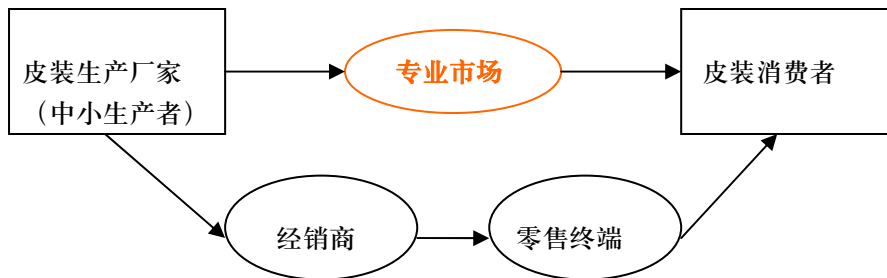 皮装生产厂家
（中小生产者）
专业市场
皮装消费者
经销商
零售终端